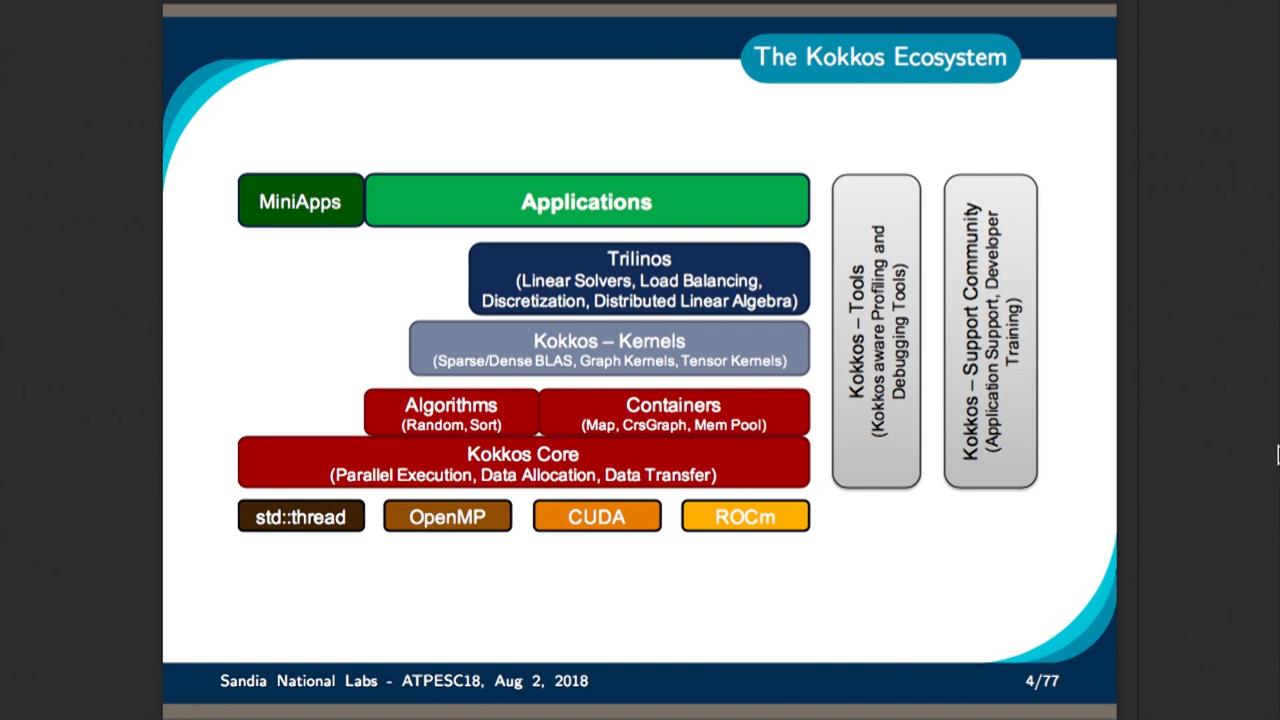 The Kokkos Ecosystem
MiniApps
Applications
Trilinos
(Linear Solvers, Load Balancing,
Discretization, Distributed Linear Algebra)
Kokkos – Kernels
(Sparse/Dense BLAS, Graph Kernels, Tensor Kernels)
Algorithms
(Random, Sort)
Containers
(Map, CrsGraph, Mem Pool)
Kokkos Core
(Parallel Execution, Data Allocation, Data Transfer)
std::thread
OpenMP
CUDA
ROCm
Kokkos – Tools
(Kokkos aware Profiling and
Debugging Tools)
Kokkos – Support Community
(Application Support, Developer
Training)
Sandia National Labs - ATPESC18, Aug 2, 2018
4/77